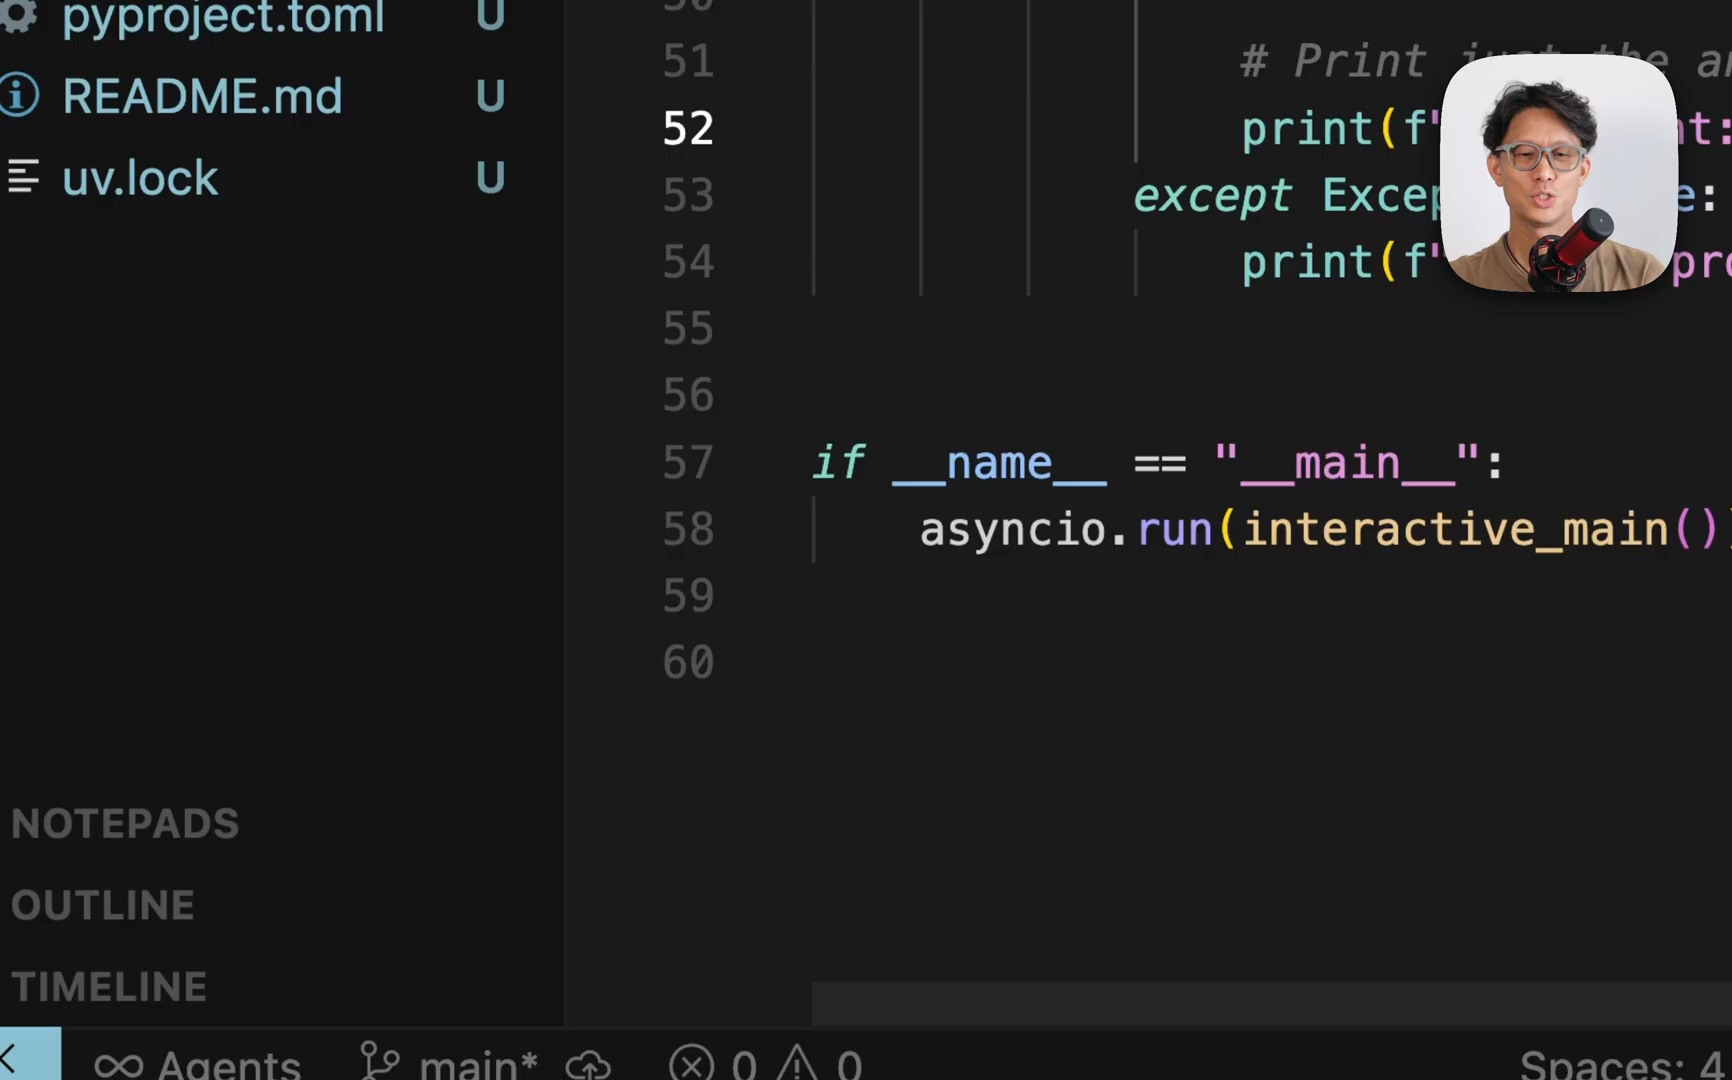 pyproject.toml U
README.md U
uv.lock U
NOTEPADS
OUTLINE
TIMELINE
50
51 # Print just the
52 print(f"
53 except e:
54 print(f"
55
56
57 if __name__ == "__main__":
58 asyncio.run(interactive_main()
59
60
Agents main* 0 0
Spaces: 4